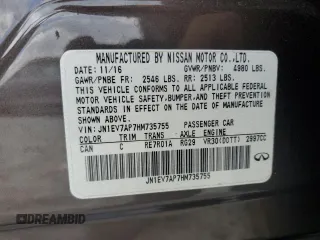 MANUFACTURED BY NISSAN MOTOR CO.,LTD.
DATE: 11/16 GVWR/PNBV: 4980 LBS.
GAWR/PNBE FR: 2546 LBS. RR: 2513 LBS.
THIS VEHICLE CONFORMS TO ALL APPLICABLE FEDERAL
MOTOR VEHICLE SAFETY,BUMPER,AND THEFT PREVENTION
STANDARDS IN EFFECT ON THE DATE OF MANUFACTURE
SHOWN ABOVE.
VIN: JN1EV7AP7HM735755 PASSENGER CAR
COLOR TRIM TRANS AXLE ENGINE
CAN C RE7R01A RG29 VR30(DDTT) 2997CC
JN1EV7AP7HM735755
INFINITI
DEALERBID